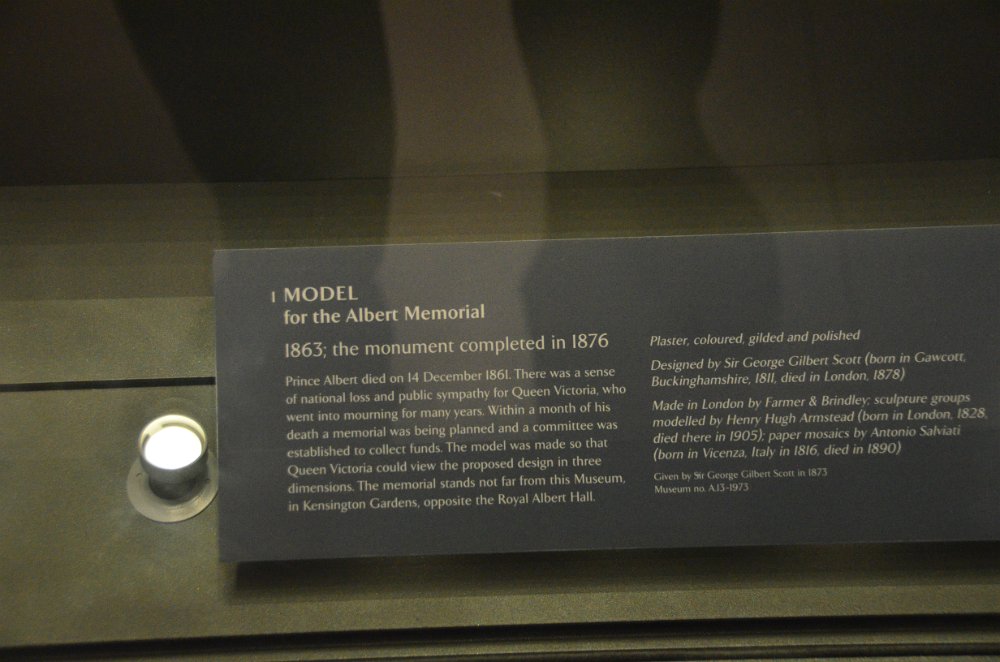 1 MODEL
for the Albert Memorial
1863; the monument completed in 1876
Prince Albert died on 14 December 1861. There was a sense
of national loss and public sympathy for Queen Victoria, who
went into mourning for many years. Within a month of his
death a memorial was being planned and a committee was
established to collect funds. The model was made so that
Queen Victoria could view the proposed design in three
dimensions. The memorial stands not far from this Museum,
in Kensington Gardens, opposite the Royal Albert Hall.
Plaster, coloured, gilded and polished
Designed by Sir George Gilbert Scott (born in Gawcott,
Buckinghamshire, 1811, died in London, 1878)
Made in London by Farmer & Brindley; sculpture groups
modelled by Henry Hugh Armstead (born in London, 1828,
died there in 1905); paper mosaics by Antonio Salviati
(born in Vicenza, Italy in 1816, died in 1890)
Given by Sir George Gilbert Scott in 1873
Museum no. A.13-1973